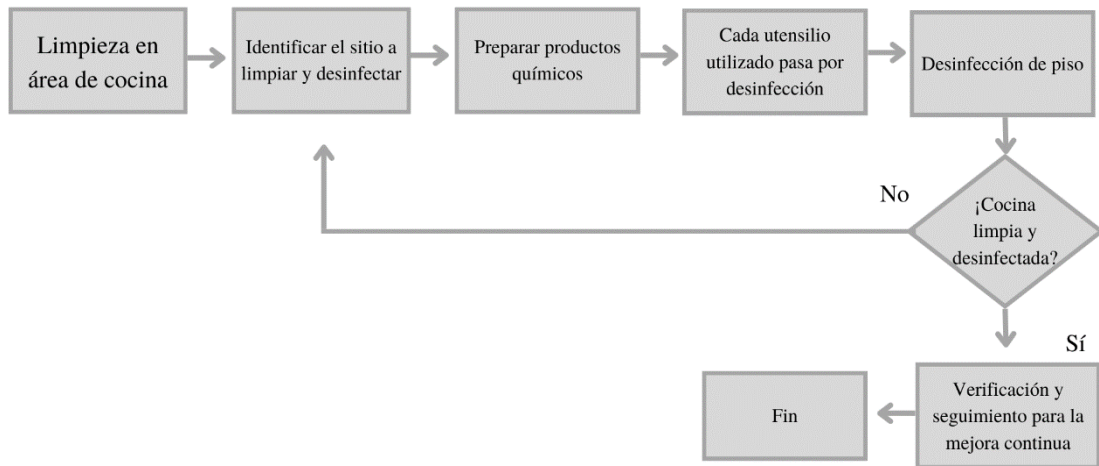 Limpieza en
área de cocina
Identificar el sitio a
limpiar y desinfectar
Preparar productos
químicos
Cada utensilio
utilizado pasa por
desinfección
Desinfección de piso
No
¡Cocina
limpia y
desinfectada?
Sí
Verificación y
seguimiento para la
mejora continua
Fin